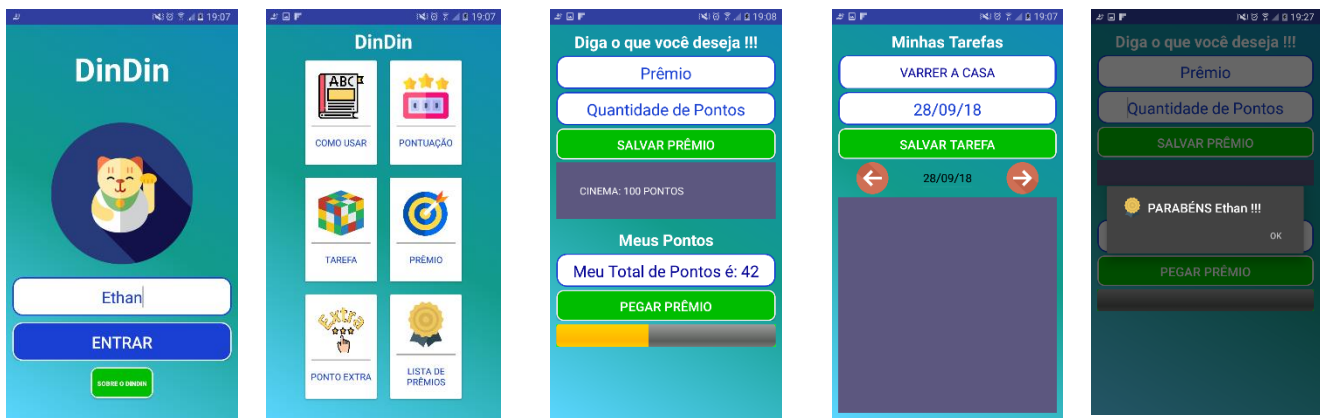 19:07
DinDin
Ethan
ENTRAR
SOBRE O DINDIN
19:07
DinDin
ABC
COMO USAR
PONTUAÇÃO
TAREFA
PRÊMIO
Extra
PONTO EXTRA
LISTA DE
PRÊMIOS
19:08
Diga o que você deseja !!!
Prêmio
Quantidade de Pontos
SALVAR PRÊMIO
CINEMA: 100 PONTOS
Meus Pontos
Meu Total de Pontos é: 42
PEGAR PRÊMIO
19:07
Minhas Tarefas
VARRER A CASA
28/09/18
SALVAR TAREFA
28/09/18
19:27
Diga o que você deseja !!!
Prêmio
Quantidade de Pontos
SALVAR PRÊMIO
PARABÉNS Ethan !!!
OK
PEGAR PRÊMIO